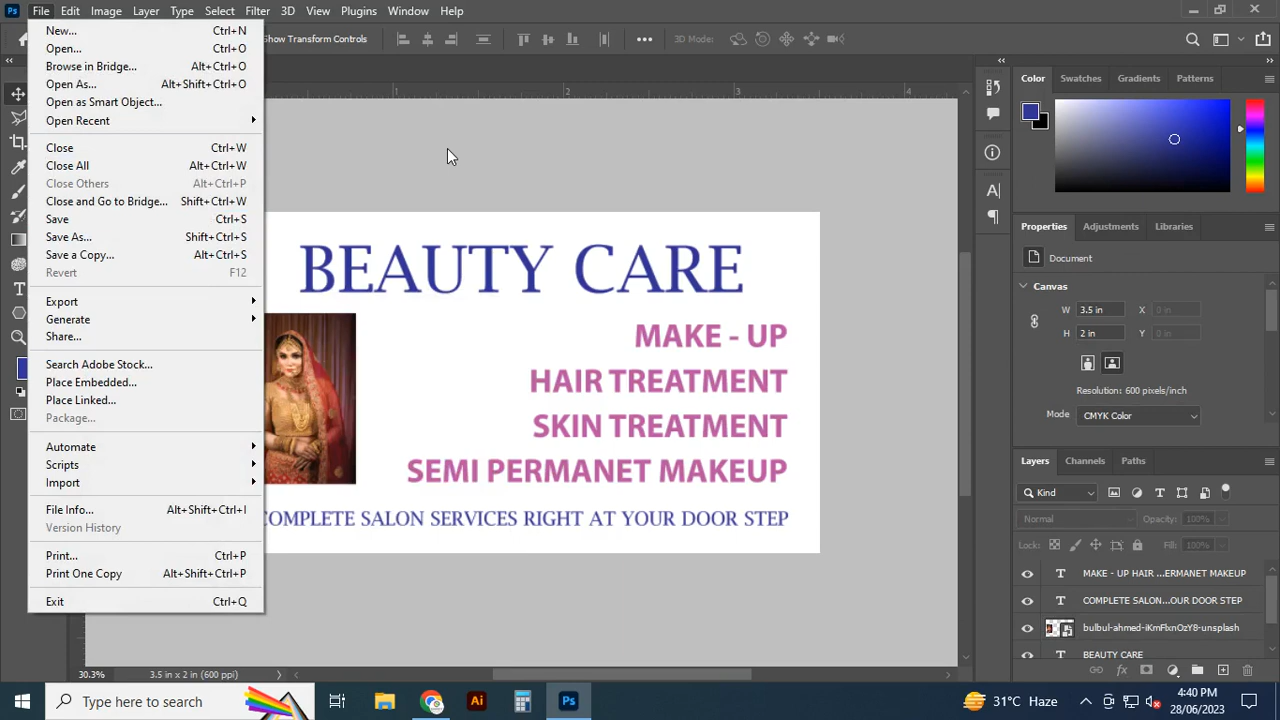 Ps File Edit Image Layer Type Select Filter 3D View Plugins Window Help
Show Transform Controls
3D Mode:
New... Ctrl+N
Open... Ctrl+O
Browse in Bridge... Alt+Ctrl+O
Open As... Alt+Shift+Ctrl+O
Open as Smart Object...
Open Recent
Close Ctrl+W
Close All Alt+Ctrl+W
Close Others Alt+Ctrl+P
Close and Go to Bridge... Shift+Ctrl+W
Save Ctrl+S
Save As... Shift+Ctrl+S
Save a Copy... Alt+Ctrl+S
Revert F12
Export
Generate
Share...
Search Adobe Stock...
Place Embedded...
Place Linked...
Package...
Automate
Scripts
Import
File Info... Alt+Shift+Ctrl+I
Version History
Print... Ctrl+P
Print One Copy Alt+Shift+Ctrl+P
Exit Ctrl+Q
1 2 3 4
BEAUTY CARE
MAKE - UP
HAIR TREATMENT
SKIN TREATMENT
SEMI PERMANET MAKEUP
COMPLETE SALON SERVICES RIGHT AT YOUR DOOR STEP
Color Swatches Gradients Patterns
Properties Adjustments Libraries
Document
Canvas
W 3.5 in X 0 in
H 2 in Y 0 in
Resolution: 600 pixels/inch
Mode CMYK Color
Layers Channels Paths
Kind
Normal Opacity: 100%
Lock: Fill: 100%
T MAKE - UP HAIR ...ERMANET MAKEUP
T COMPLETE SALON...OUR DOOR STEP
bulbul-ahmed-iKmFlxnOzY8-unsplash
BEAUTY CARE
30.3% 3.5 in x 2 in (600 ppi)
Type here to search
Ai
Ps
31°C Haze
4:40 PM
28/06/2023